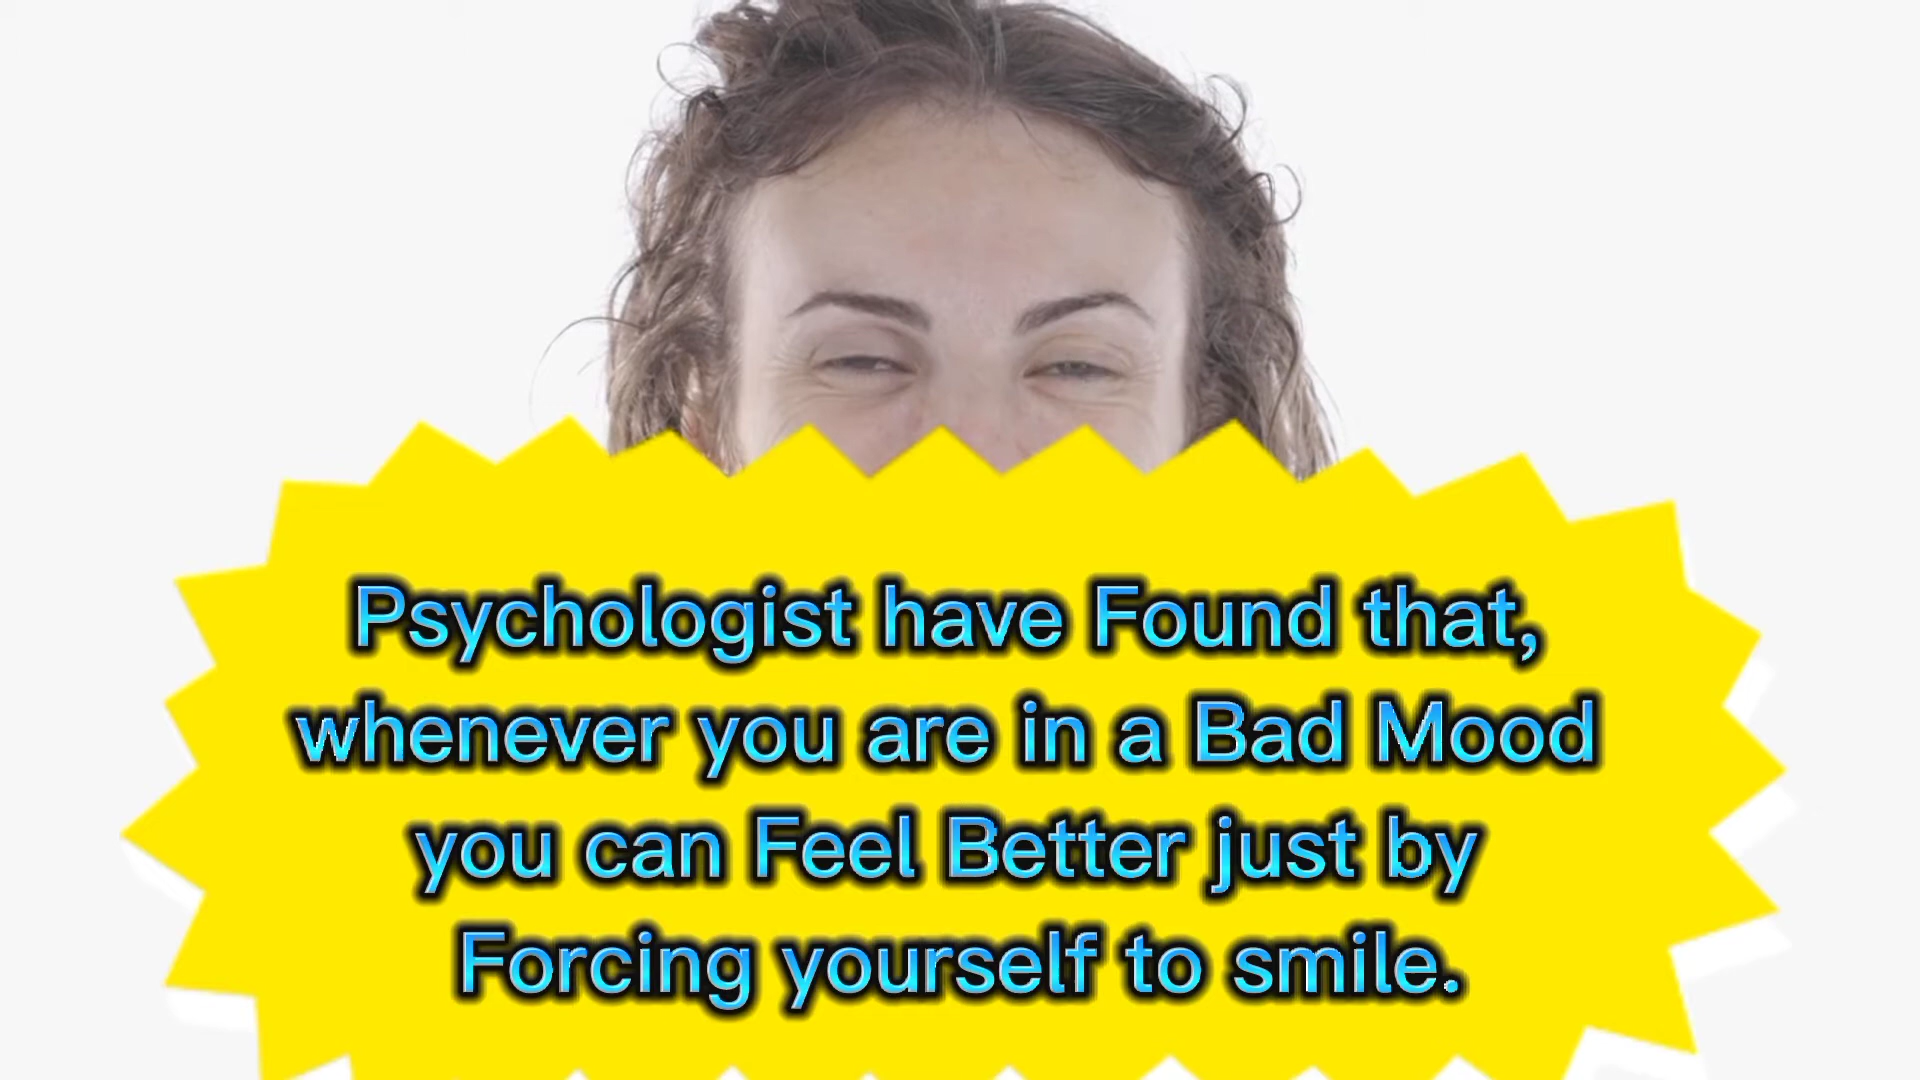 Psychologist have Found that,
whenever you are in a Bad Mood
you can Feel Better just by
Forcing yourself to smile.